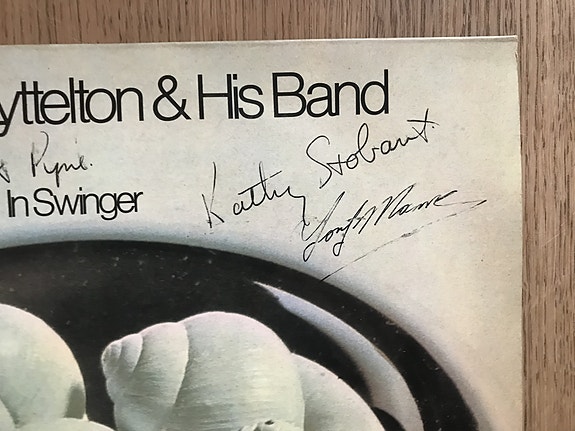 yttelton & His Band
Pyne.
In Swinger
Kathy Stobart.
Tony Mann